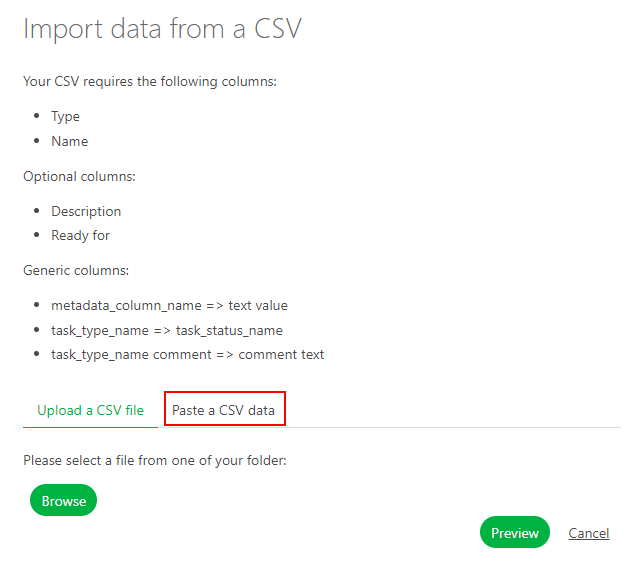 Import data from a CSV
Your CSV requires the following columns:
Type
Name
Optional columns:
Description
Ready for
Generic columns:
metadata_column_name => text value
task_type_name => task_status_name
task_type_name comment => comment text
Upload a CSV file Paste a CSV data
Please select a file from one of your folder:
Browse
Preview Cancel